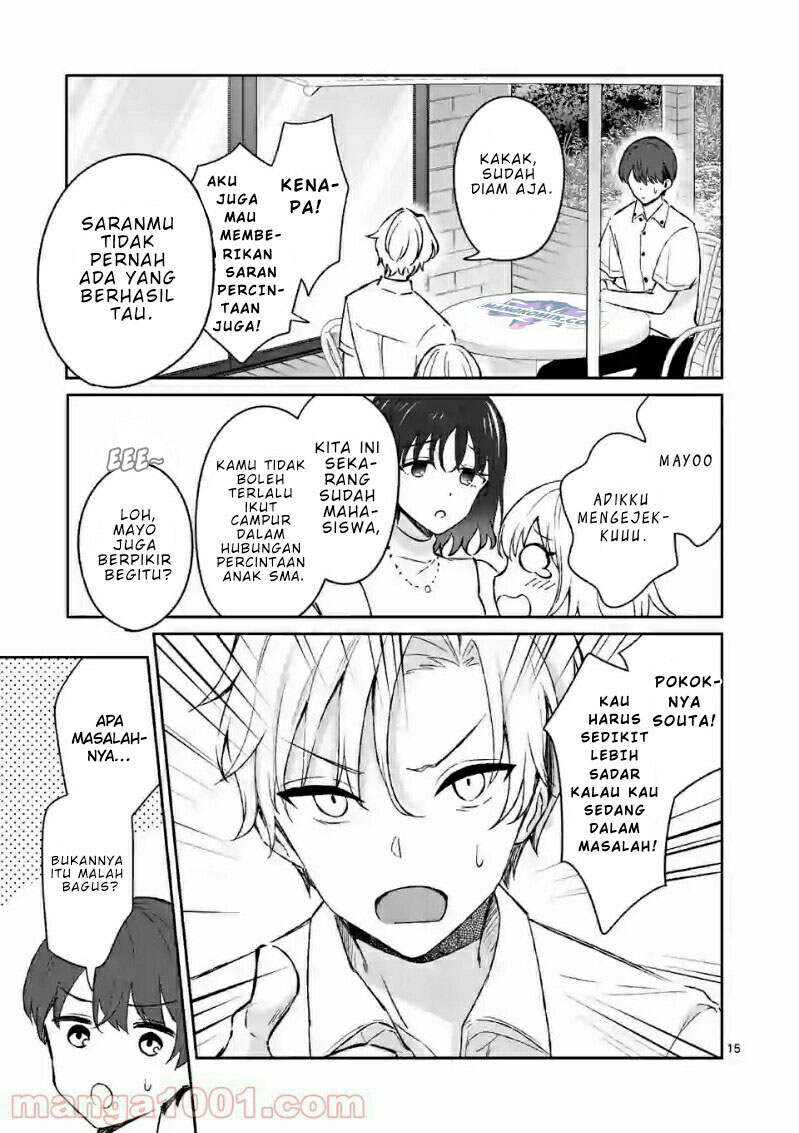 KAKAK,
SUDAH
DIAM AJA.
KENA-
PA!
AKU
JUGA
MAU
MEMBE-
RIKAN
SARAN
PERCIN-
TAAN
JUGA!
SARANMU
TIDAK
PERNAH
ADA YANG
BERHASIL
TAU.
MANGKOMIK.CO
MAYOO
ADIKKU
MENGEJEK-
KUUU.
KITA INI
SEKA-
RANG
SUDAH
MAHA-
SISWA,
KAMU TIDAK
BOLEH
TERLALU
IKUT
CAMPUR
DALAM
HUBUNGAN
PERCINTAAN
ANAK SMA.
EEE~
LOH,
MAYO
JUGA
BERPIKIR
BEGITU?
POKOK-
NYA
SOUTA!
KAU
HARUS
SEDIKIT
LEBIH
SADAR
KALAU KAU
SEDANG
DALAM
MASALAH!
APA
MASALAH-
NYA...
BUKANNYA
ITU MALAH
BAGUS?
15
manga1001.com